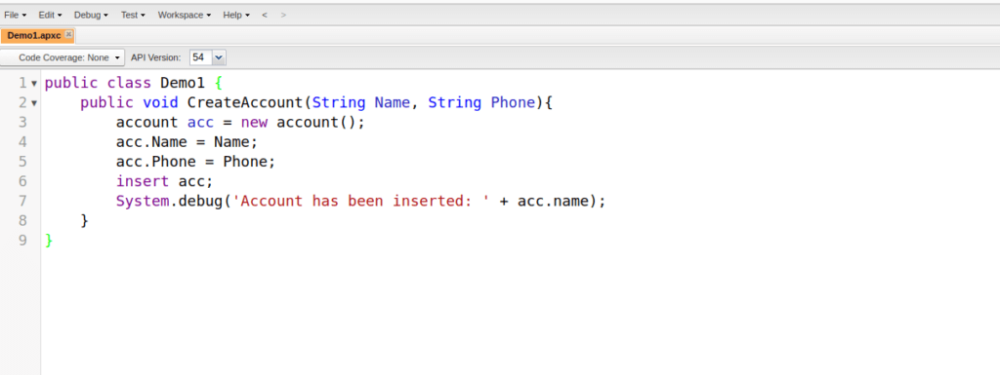 File Edit Debug Test Workspace Help < >
Demo1.apxc
Code Coverage: None API Version: 54
1 public class Demo1 {
2     public void CreateAccount(String Name, String Phone){
3         account acc = new account();
4         acc.Name = Name;
5         acc.Phone = Phone;
6         insert acc;
7         System.debug('Account has been inserted: ' + acc.name);
8     }
9 }